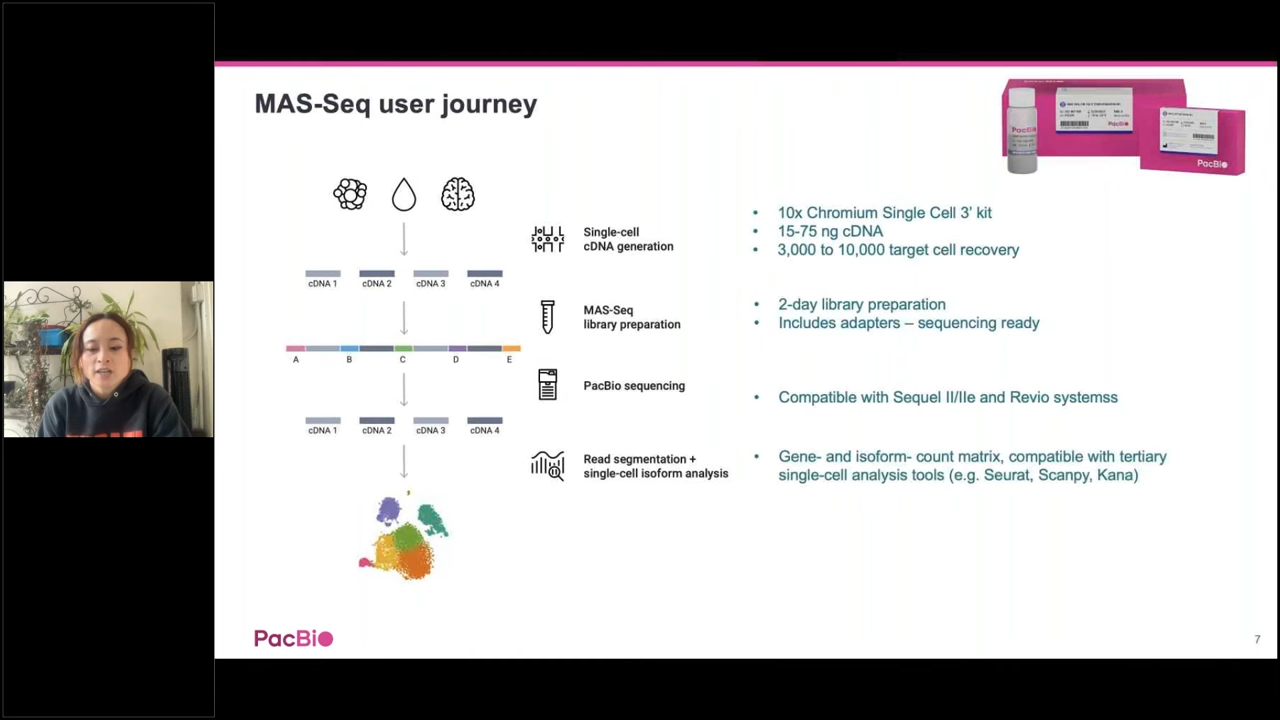 MAS-Seq user journey
PacBio
PacBio
PacBio
Single-cell
cDNA generation
• 10x Chromium Single Cell 3' kit
• 15-75 ng cDNA
• 3,000 to 10,000 target cell recovery
cDNA 1 cDNA 2 cDNA 3 cDNA 4
MAS-Seq
library preparation
• 2-day library preparation
• Includes adapters – sequencing ready
A B C D E
PacBio sequencing
• Compatible with Sequel II/IIe and Revio systemss
cDNA 1 cDNA 2 cDNA 3 cDNA 4
Read segmentation +
single-cell isoform analysis
• Gene- and isoform- count matrix, compatible with tertiary
single-cell analysis tools (e.g. Seurat, Scanpy, Kana)
PacBio
7